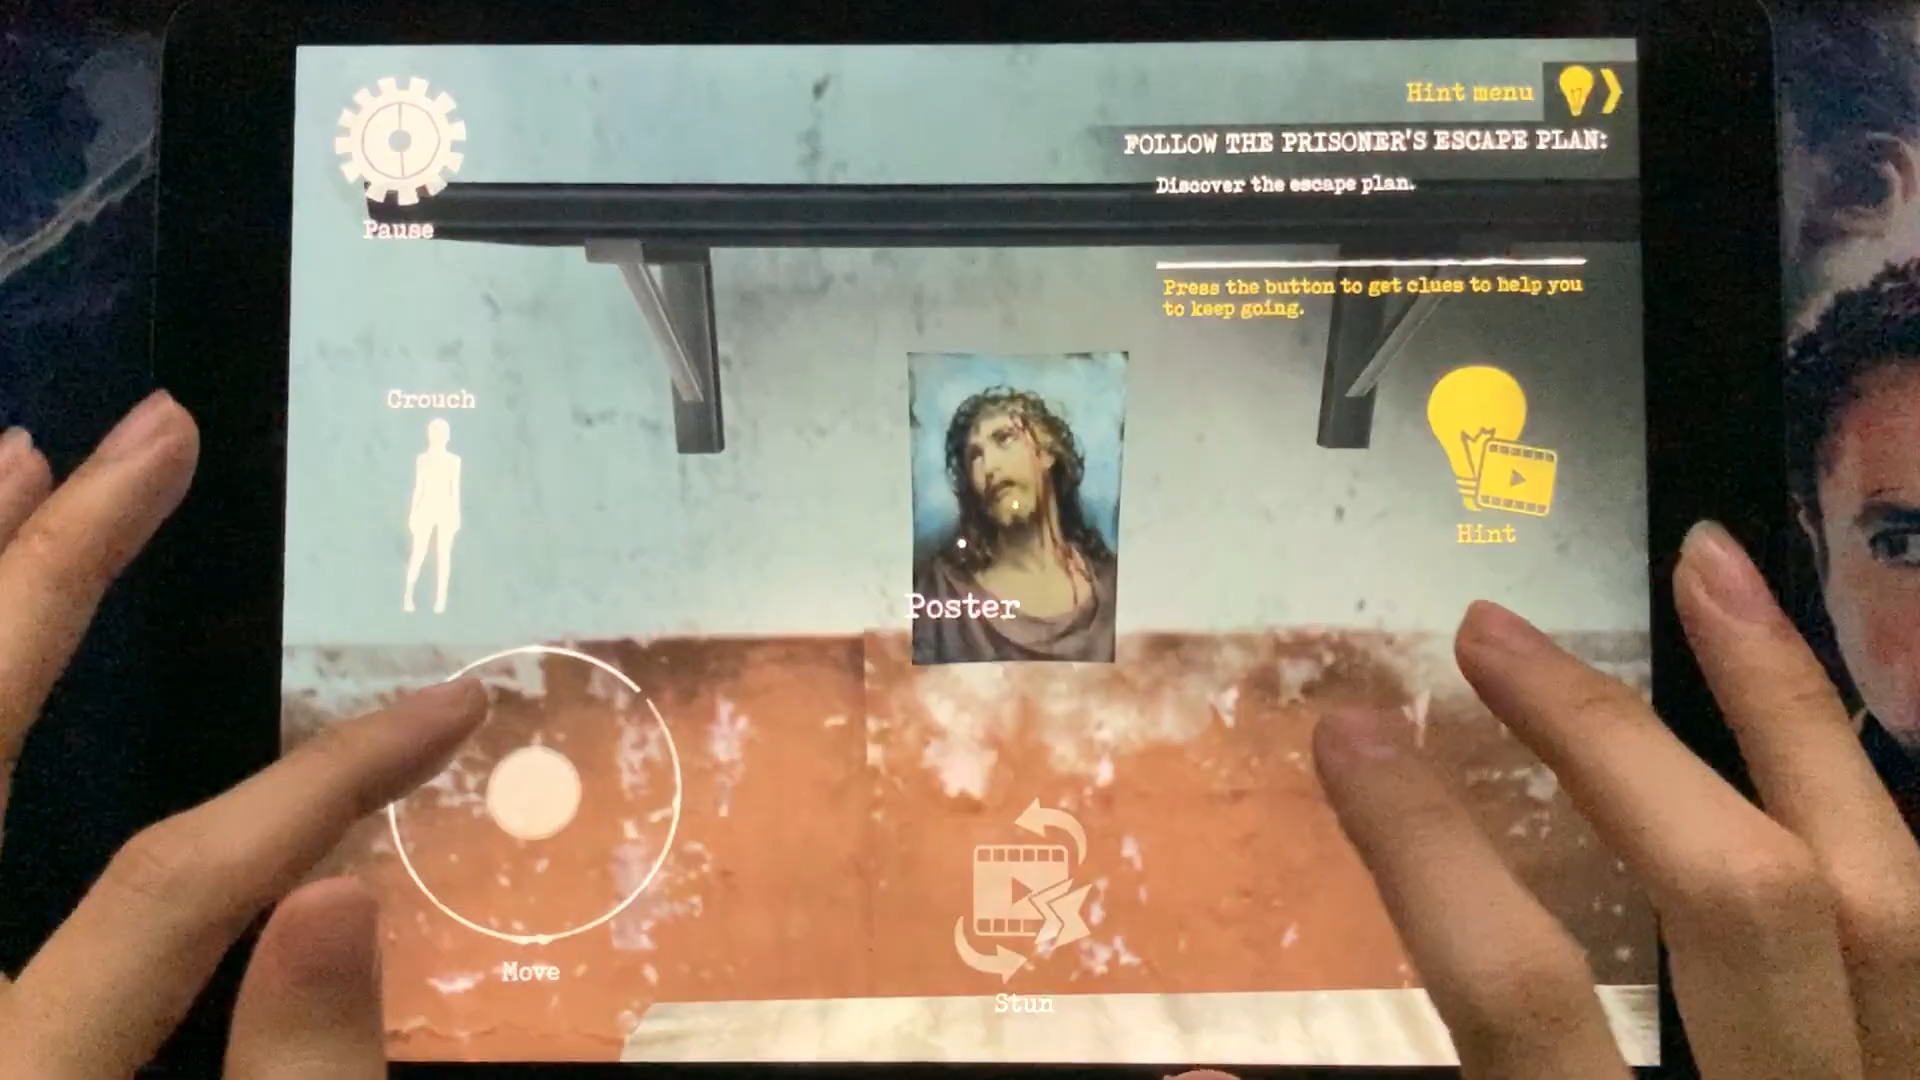 Hint menu
FOLLOW THE PRISONER'S ESCAPE PLAN:
Discover the escape plan.
Pause
Press the button to get clues to help you
to keep going.
Crouch
Hint
Poster
Move
Stun